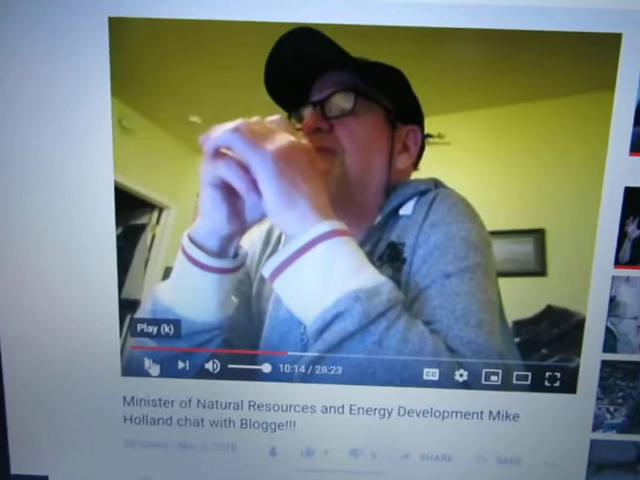 Play (k)
10:14 / 28:23
CC
Minister of Natural Resources and Energy Development Mike
Holland chat with Blogge!!!
SHARE
SAVE